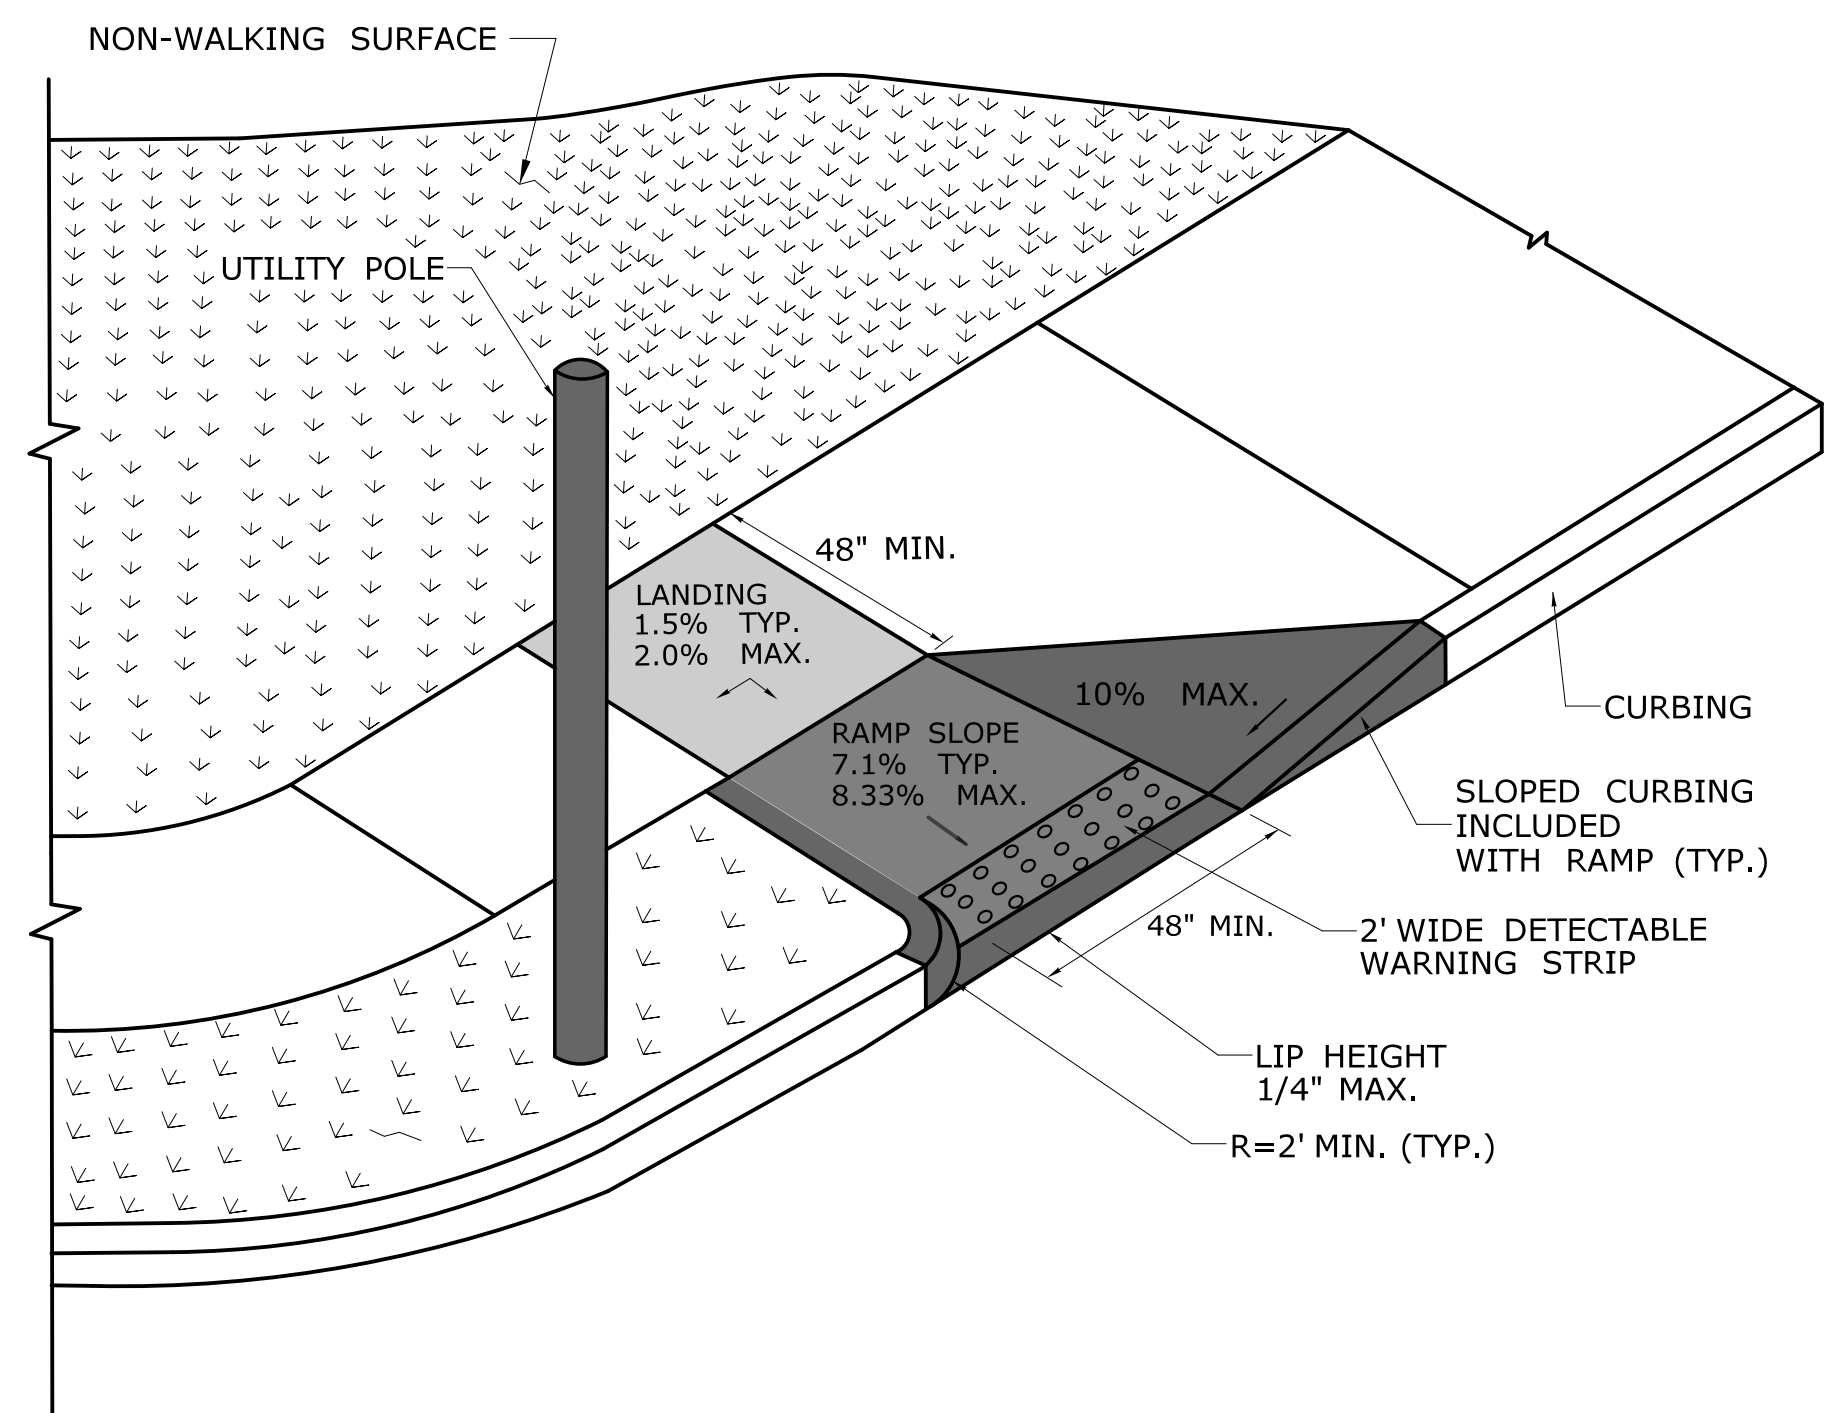 NON-WALKING SURFACE
UTILITY POLE
48" MIN.
LANDING
1.5% TYP.
2.0% MAX.
10% MAX.
RAMP SLOPE
7.1% TYP.
8.33% MAX.
CURBING
SLOPED CURBING
INCLUDED
WITH RAMP (TYP.)
48" MIN.
2' WIDE DETECTABLE
WARNING STRIP
LIP HEIGHT
1/4" MAX.
R=2' MIN. (TYP.)